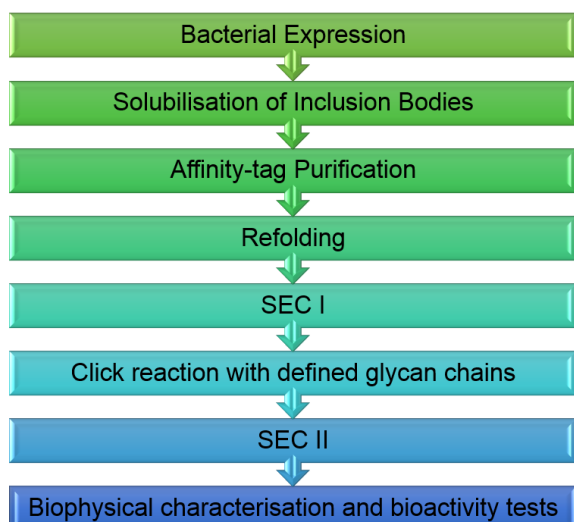 Bacterial Expression
Solubilisation of Inclusion Bodies
Affinity-tag Purification
Refolding
SEC I
Click reaction with defined glycan chains
SEC II
Biophysical characterisation and bioactivity tests